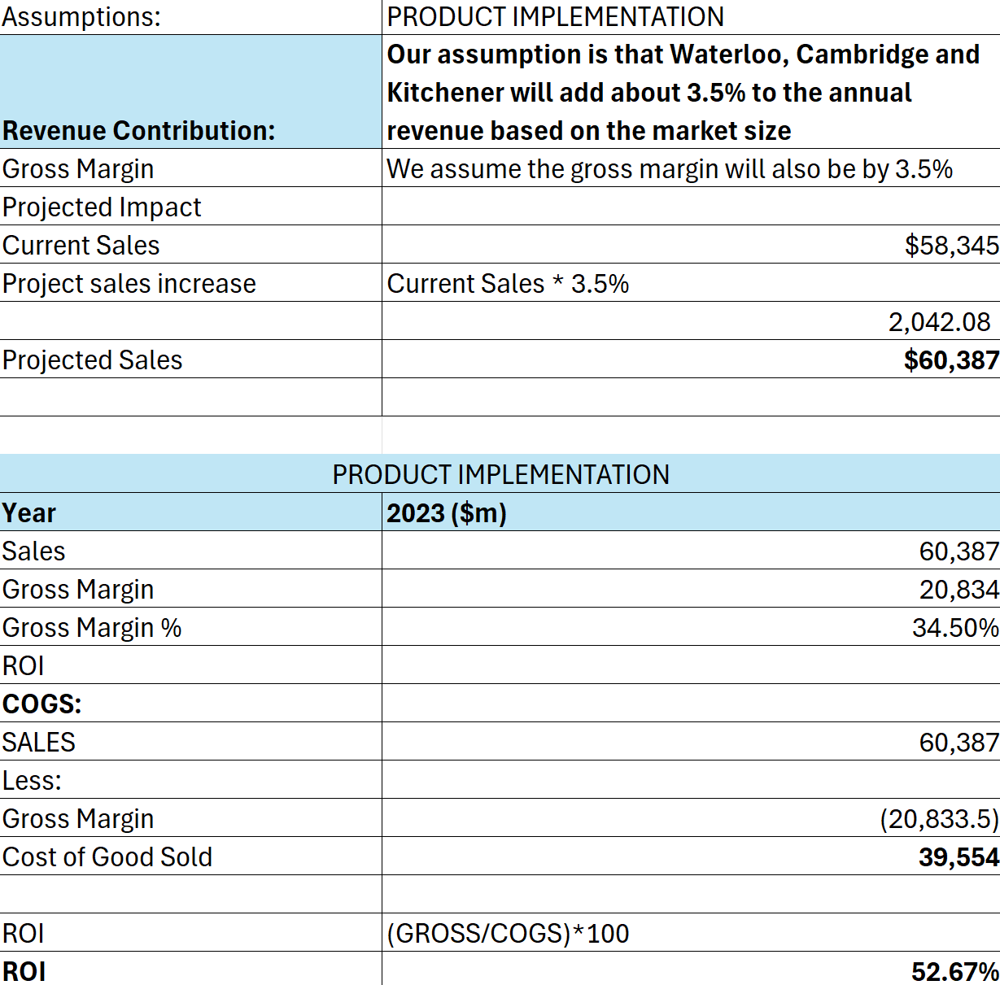 Assumptions: PRODUCT IMPLEMENTATION
Our assumption is that Waterloo, Cambridge and
Kitchener will add about 3.5% to the annual
Revenue Contribution: revenue based on the market size
Gross Margin We assume the gross margin will also be by 3.5%
Projected Impact
Current Sales $58,345
Project sales increase Current Sales * 3.5%
2,042.08
Projected Sales $60,387
PRODUCT IMPLEMENTATION
Year 2023 ($m)
Sales 60,387
Gross Margin 20,834
Gross Margin % 34.50%
ROI
COGS:
SALES 60,387
Less:
Gross Margin (20,833.5)
Cost of Good Sold 39,554
ROI (GROSS/COGS)*100
ROI 52.67%